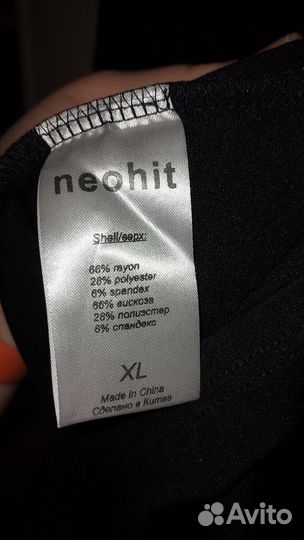 neohit
Shell/верх:
66% rayon
28% polyester
6% spandex
66% вискоза
28% полиэстер
6% спандекс
XL
Made in China
Сделано в Китае
Avito